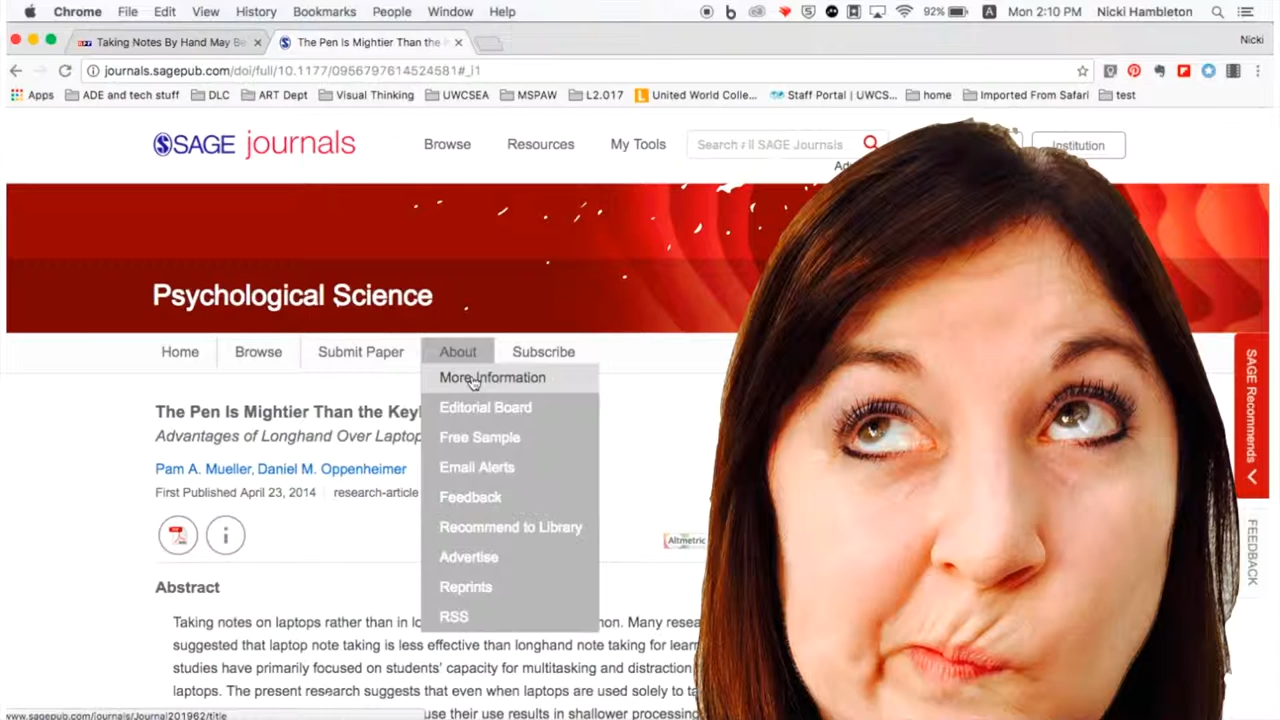 Chrome File Edit View History Bookmarks People Window Help 92% A Mon 2:10 PM Nicki Hambleton
Taking Notes By Hand May Be
The Pen Is Mightier Than the
Nicki
journals.sagepub.com/doi/full/10.1177/0956797614524581#_i1
Apps ADE and tech stuff DLC ART Dept Visual Thinking UWCSEA MSPAW L2.017 United World Colle... Staff Portal | UWCS... home Imported From Safari test
SAGE journals Browse Resources My Tools Search all SAGE Journals Institution
Psychological Science
Home Browse Submit Paper About Subscribe
More Information
Editorial Board
Free Sample
Email Alerts
Feedback
Recommend to Library
Advertise
Reprints
RSS
The Pen Is Mightier Than the
Advantages of Longhand Over
Pam A. Mueller, Daniel M. Oppenheimer
First Published April 23, 2014 research-article
Altmetric
Abstract
Taking notes on laptops rather than in
suggested that laptop note taking is less effective than longhand note taking for
studies have primarily focused on students' capacity for multitasking and distraction
laptops. The present research suggests that even when laptops are used solely to
use their use results in shallower processing
www.sagepub.com/journals/Journal201962/title
SAGE Recommends
FEEDBACK